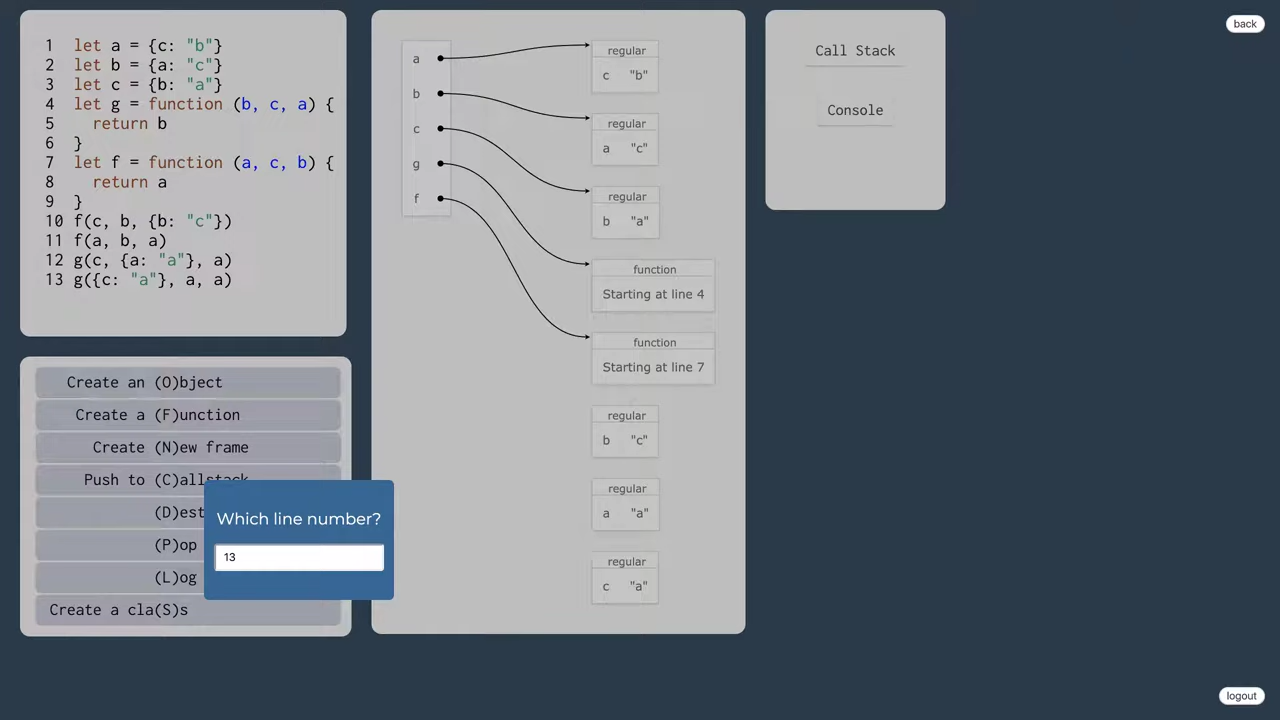 1 let a = {c: "b"}
2 let b = {a: "c"}
3 let c = {b: "a"}
4 let g = function (b, c, a) {
5 return b
6 }
7 let f = function (a, c, b) {
8 return a
9 }
10 f(c, b, {b: "c"})
11 f(a, b, a)
12 g(c, {a: "a"}, a)
13 g({c: "a"}, a, a)
Create an (O)bject
Create a (F)unction
Create (N)ew frame
Push to (C)allstack
(D)est
(P)op
(L)og
Create a cla(S)s
Which line number?
13
a
b
c
g
f
regular
c "b"
regular
a "c"
regular
b "a"
function
Starting at line 4
function
Starting at line 7
regular
b "c"
regular
a "a"
regular
c "a"
Call Stack
Console
back
logout